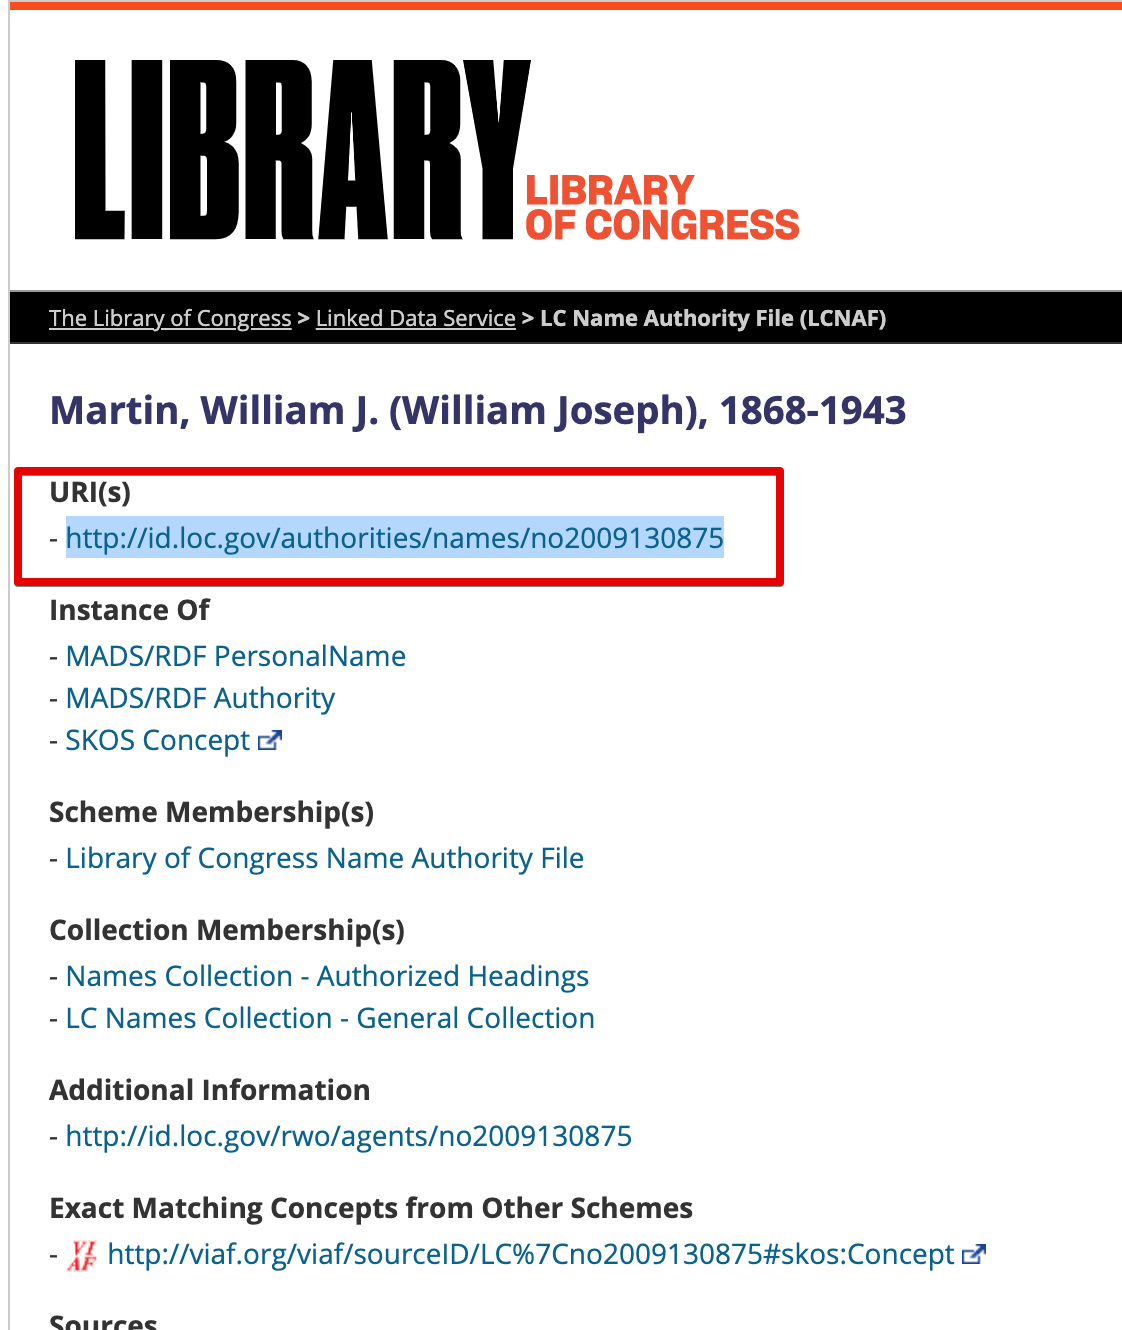 LIBRARY
LIBRARY
OF CONGRESS
The Library of Congress > Linked Data Service > LC Name Authority File (LCNAF)
Martin, William J. (William Joseph), 1868-1943
URI(s)
- http://id.loc.gov/authorities/names/no2009130875
Instance Of
- MADS/RDF PersonalName
- MADS/RDF Authority
- SKOS Concept
Scheme Membership(s)
- Library of Congress Name Authority File
Collection Membership(s)
- Names Collection - Authorized Headings
- LC Names Collection - General Collection
Additional Information
- http://id.loc.gov/rwo/agents/no2009130875
Exact Matching Concepts from Other Schemes
- VIAF http://viaf.org/viaf/sourceID/LC%7Cno2009130875#skos:Concept
Sources